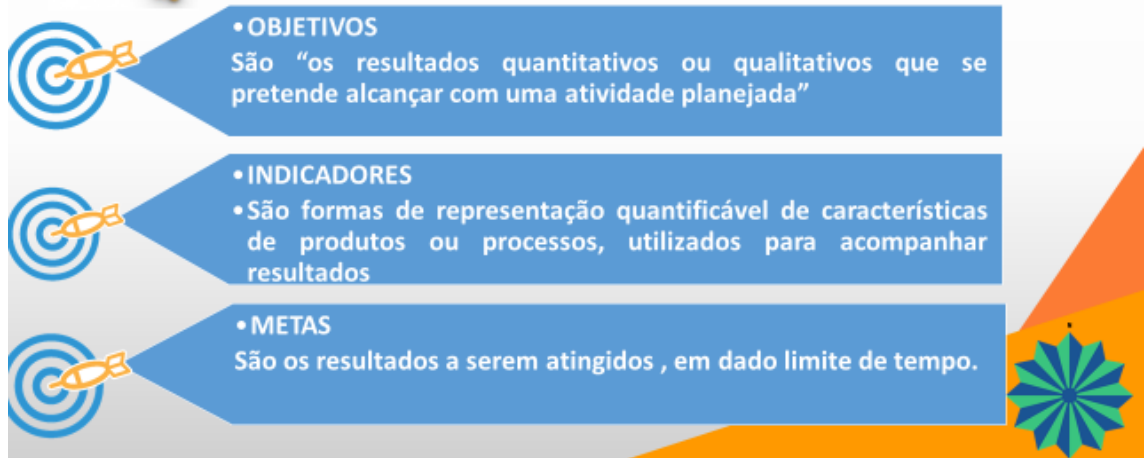 •OBJETIVOS
São “os resultados quantitativos ou qualitativos que se
pretende alcançar com uma atividade planejada”
•INDICADORES
•São formas de representação quantificável de características
de produtos ou processos, utilizados para acompanhar
resultados
•METAS
São os resultados a serem atingidos , em dado limite de tempo.